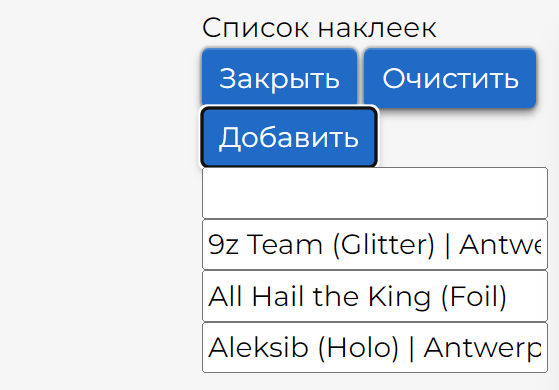 Список наклеек
Закрыть Очистить
Добавить
9z Team (Glitter) | Antwe
All Hail the King (Foil)
Aleksib (Holo) | Antwerp